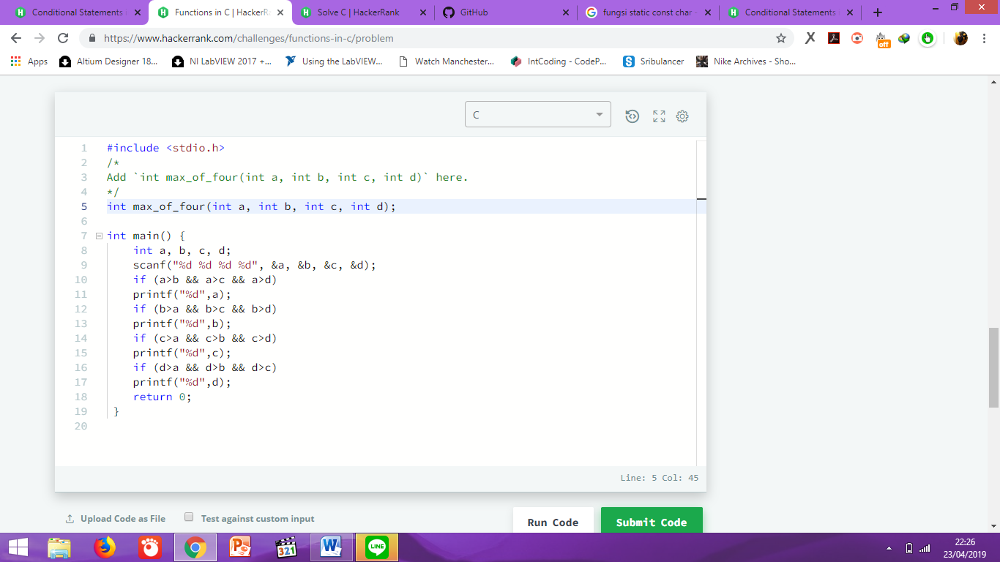 Conditional Statements i
Functions in C | HackerRa
Solve C | HackerRank
GitHub
fungsi static const char -
Conditional Statements i
https://www.hackerrank.com/challenges/functions-in-c/problem
X
off
Apps
Altium Designer 18...
NI LabVIEW 2017 +...
Using the LabVIEW...
Watch Manchester...
IntCoding - CodeP...
Sribulancer
Nike Archives - Sho...
C
1 #include <stdio.h>
2 /*
3 Add `int max_of_four(int a, int b, int c, int d)` here.
4 */
5 int max_of_four(int a, int b, int c, int d);
6
7 int main() {
8 int a, b, c, d;
9 scanf("%d %d %d %d", &a, &b, &c, &d);
10 if (a>b && a>c && a>d)
11 printf("%d",a);
12 if (b>a && b>c && b>d)
13 printf("%d",b);
14 if (c>a && c>b && c>d)
15 printf("%d",c);
16 if (d>a && d>b && d>c)
17 printf("%d",d);
18 return 0;
19 }
20
Line: 5 Col: 45
Upload Code as File
Test against custom input
Run Code
Submit Code
321
LINE
22:26
23/04/2019